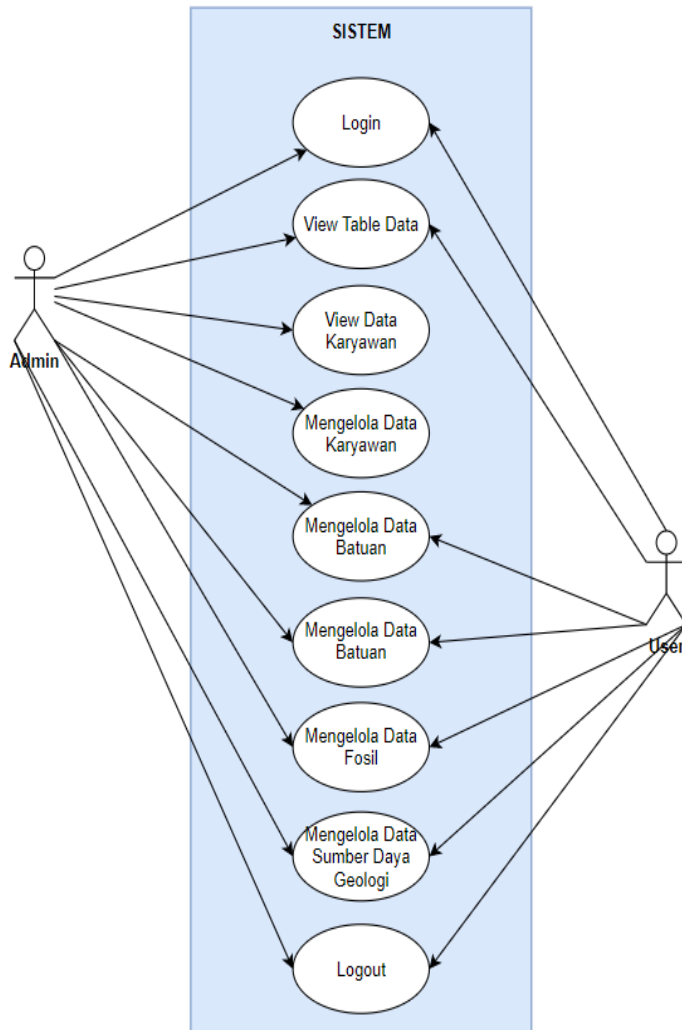 SISTEM
Login
View Table Data
View Data
Karyawan
Admin
Mengelola Data
Karyawan
Mengelola Data
Batuan
Mengelola Data
Batuan
User
Mengelola Data
Fosil
Mengelola Data
Sumber Daya
Geologi
Logout